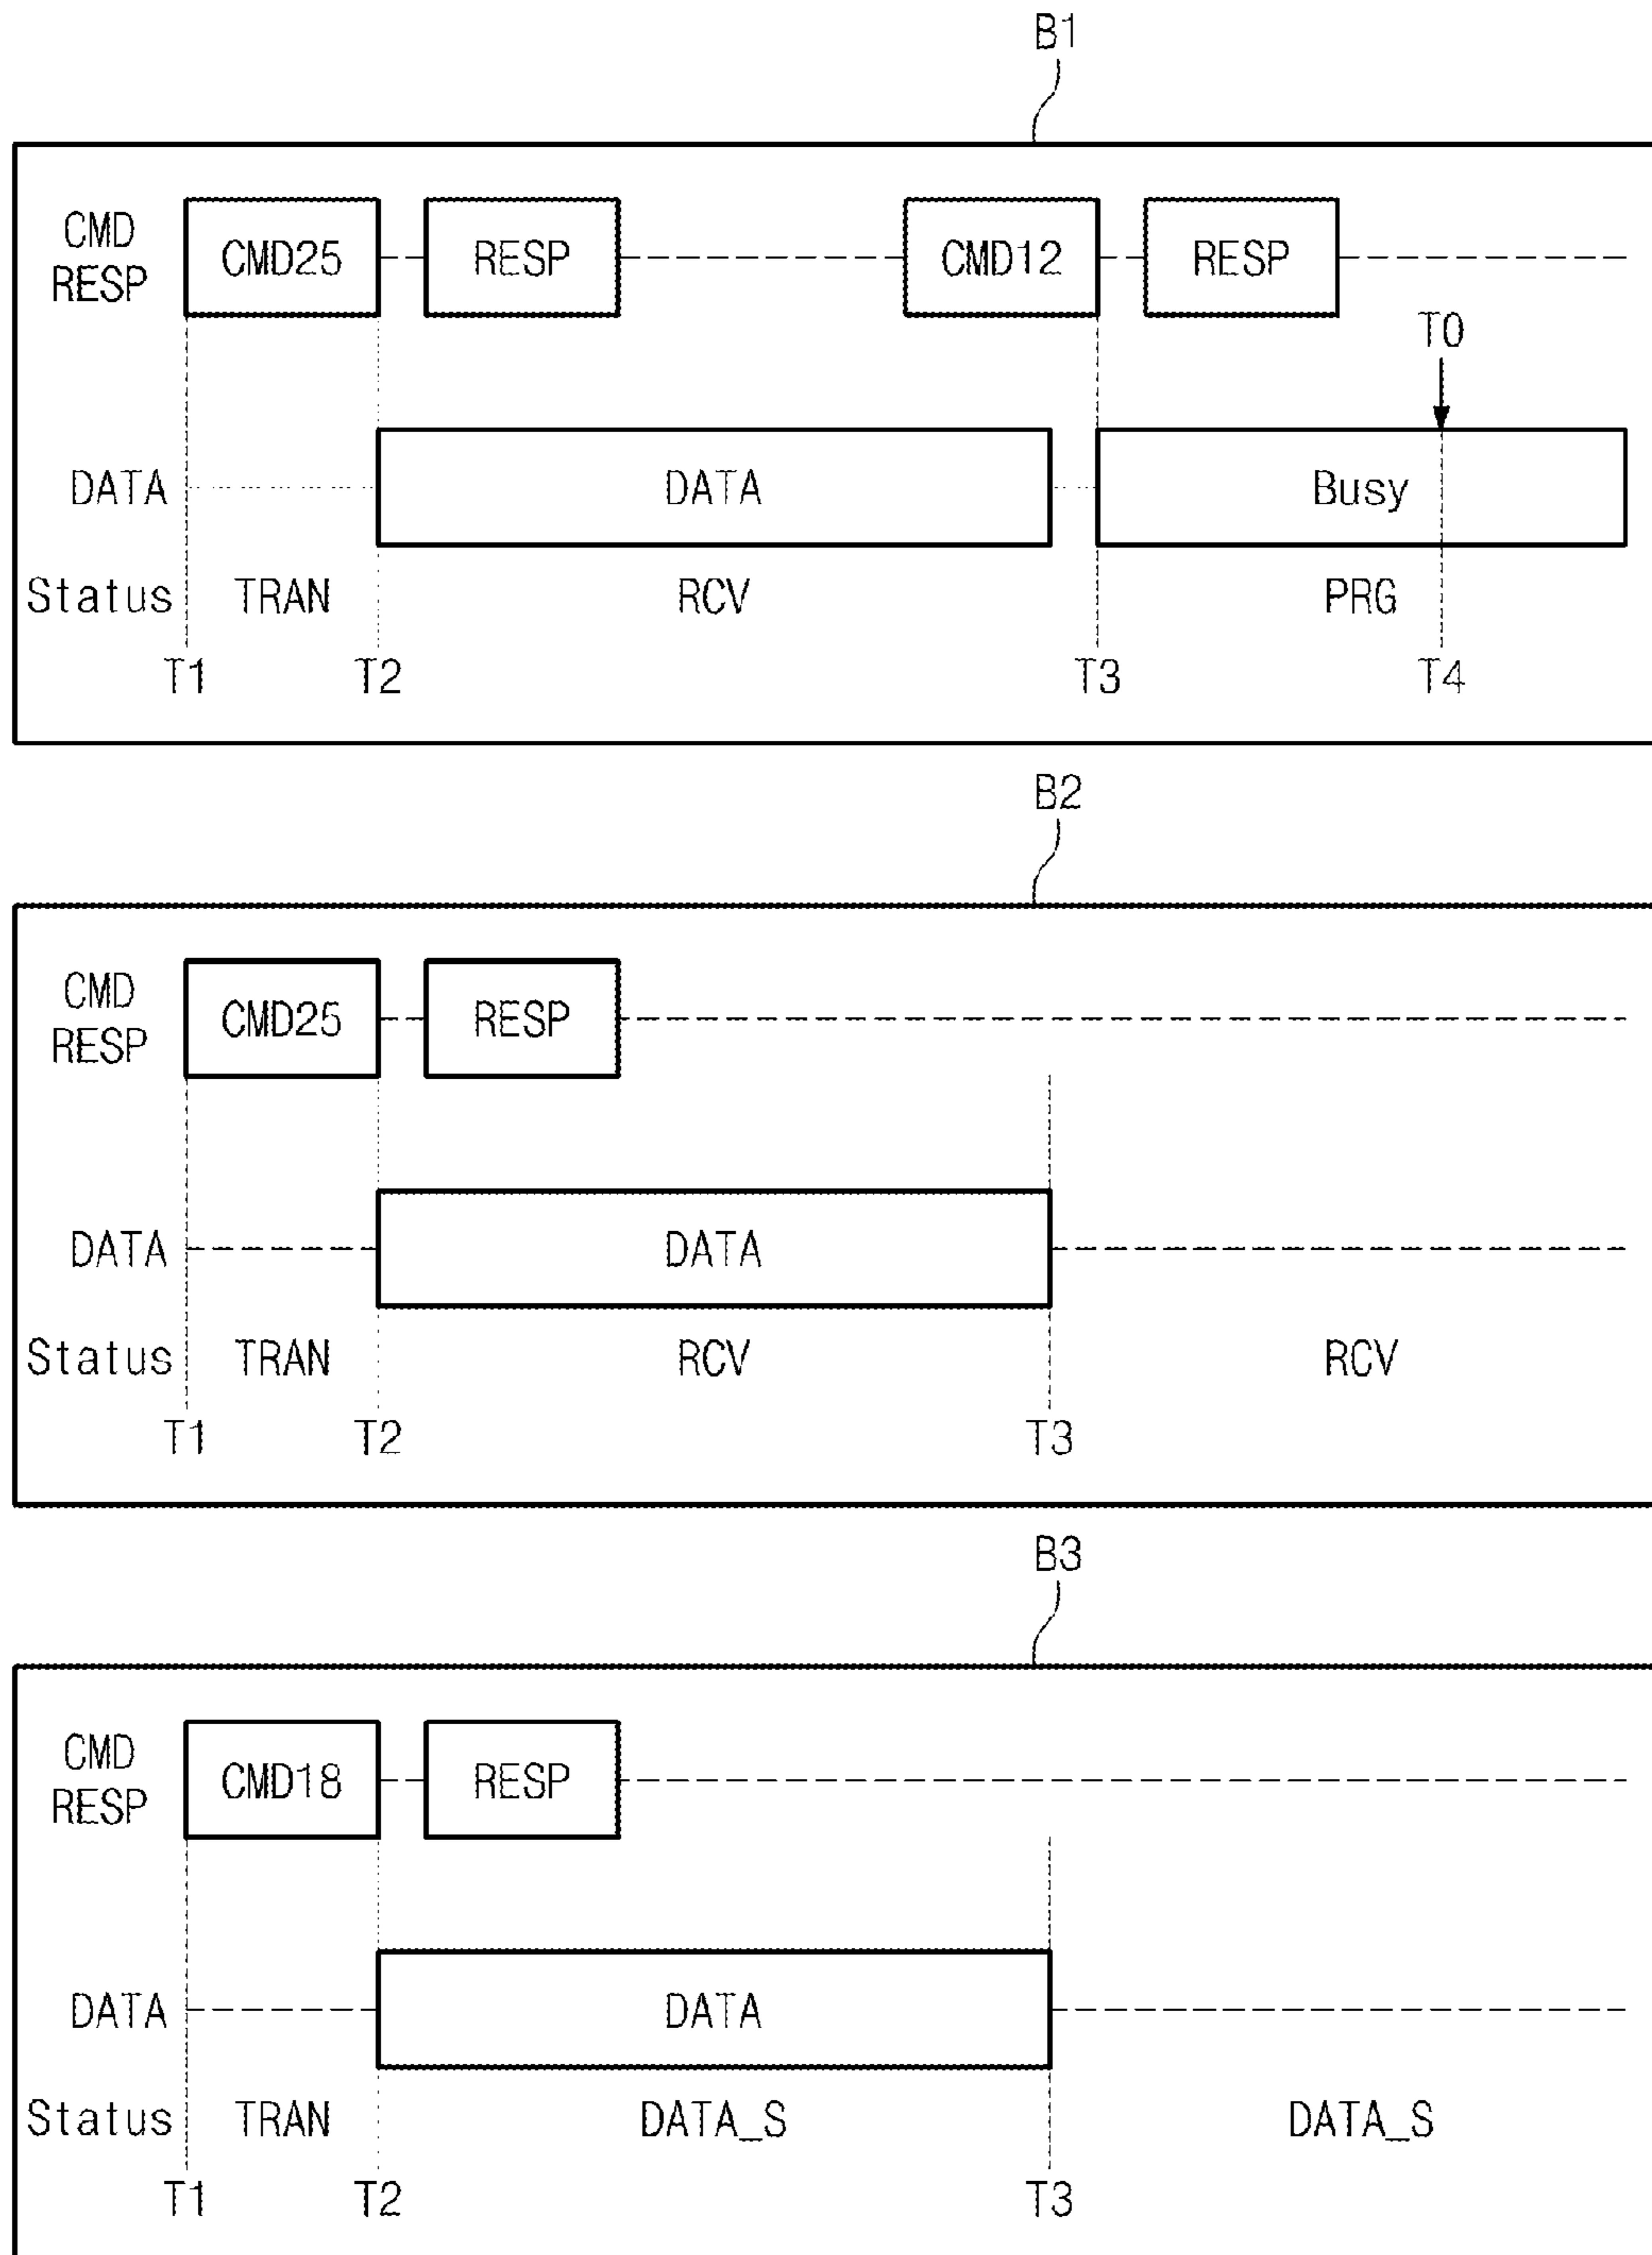 B1
CMD
RESP
CMD25
RESP
CMD12
RESP
T0
DATA
DATA
Busy
Status
TRAN
RCV
PRG
T1
T2
T3
T4
B2
CMD
RESP
CMD25
RESP
DATA
DATA
Status
TRAN
RCV
RCV
T1
T2
T3
B3
CMD
RESP
CMD18
RESP
DATA
DATA
Status
TRAN
DATA_S
DATA_S
T1
T2
T3